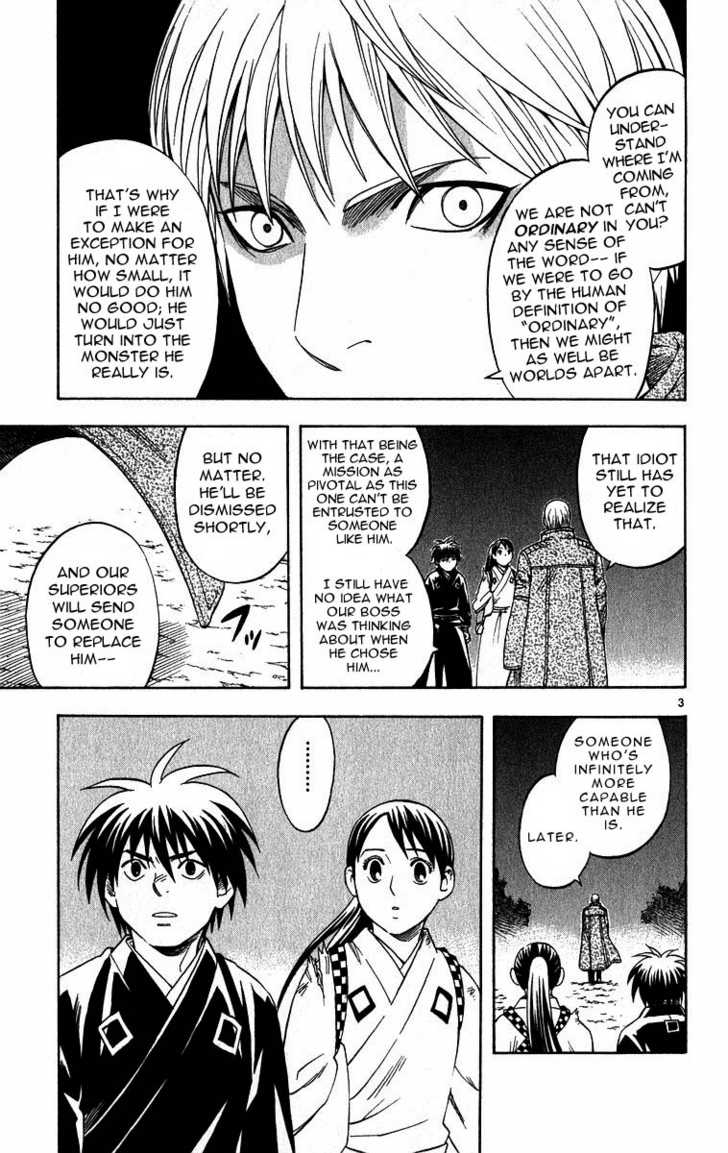 YOU CAN
UNDER-
STAND
WHERE I'M
COMING
FROM,
CAN'T
YOU?
WE ARE NOT
ORDINARY IN
ANY SENSE OF
THE WORD-- IF
WE WERE TO GO
BY THE HUMAN
DEFINITION OF
"ORDINARY",
THEN WE MIGHT
AS WELL BE
WORLDS APART.
THAT'S WHY
IF I WERE
TO MAKE AN
EXCEPTION FOR
HIM, NO MATTER
HOW SMALL, IT
WOULD DO HIM
NO GOOD; HE
WOULD JUST
TURN INTO THE
MONSTER HE
REALLY IS.
THAT IDIOT
STILL HAS
YET TO
REALIZE
THAT.
WITH THAT BEING
THE CASE, A
MISSION AS
PIVOTAL AS THIS
ONE CAN'T BE
ENTRUSTED TO
SOMEONE
LIKE HIM.
I STILL HAVE
NO IDEA WHAT
OUR BOSS
WAS THINKING
ABOUT WHEN
HE CHOSE
HIM...
BUT NO
MATTER.
HE'LL BE
DISMISSED
SHORTLY,
AND OUR
SUPERIORS
WILL SEND
SOMEONE
TO REPLACE
HIM--
3
SOMEONE
WHO'S
INFINITELY
MORE
CAPABLE
THAN HE
IS.
LATER.
........